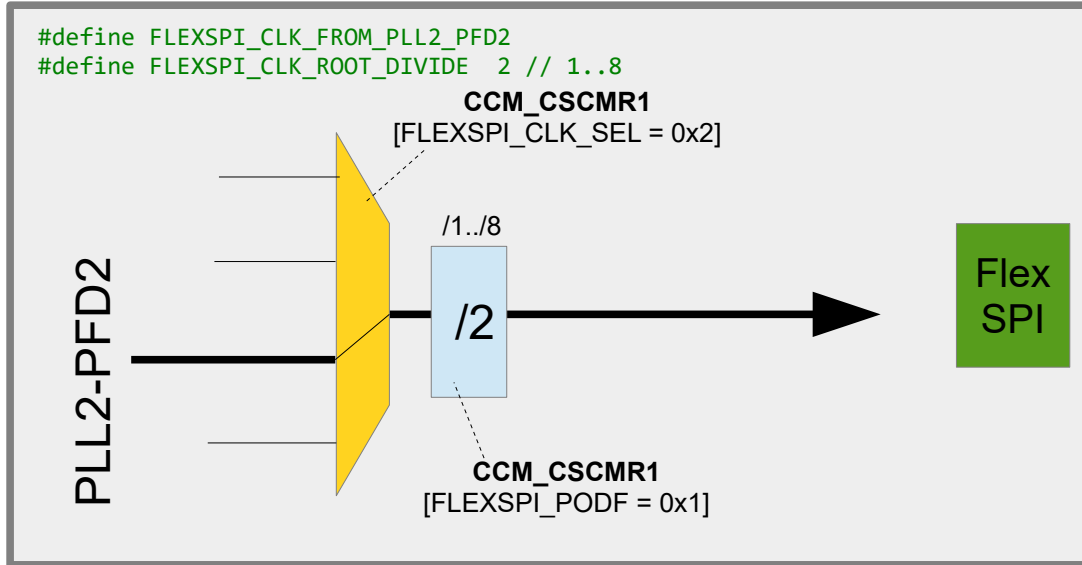 #define FLEXSPI_CLK_FROM_PLL2_PFD2
#define FLEXSPI_CLK_ROOT_DIVIDE  2 // 1..8
CCM_CSCMR1
[FLEXSPI_CLK_SEL = 0x2]
/1../8
PLL2-PFD2
/2
Flex
SPI
CCM_CSCMR1
[FLEXSPI_PODF = 0x1]